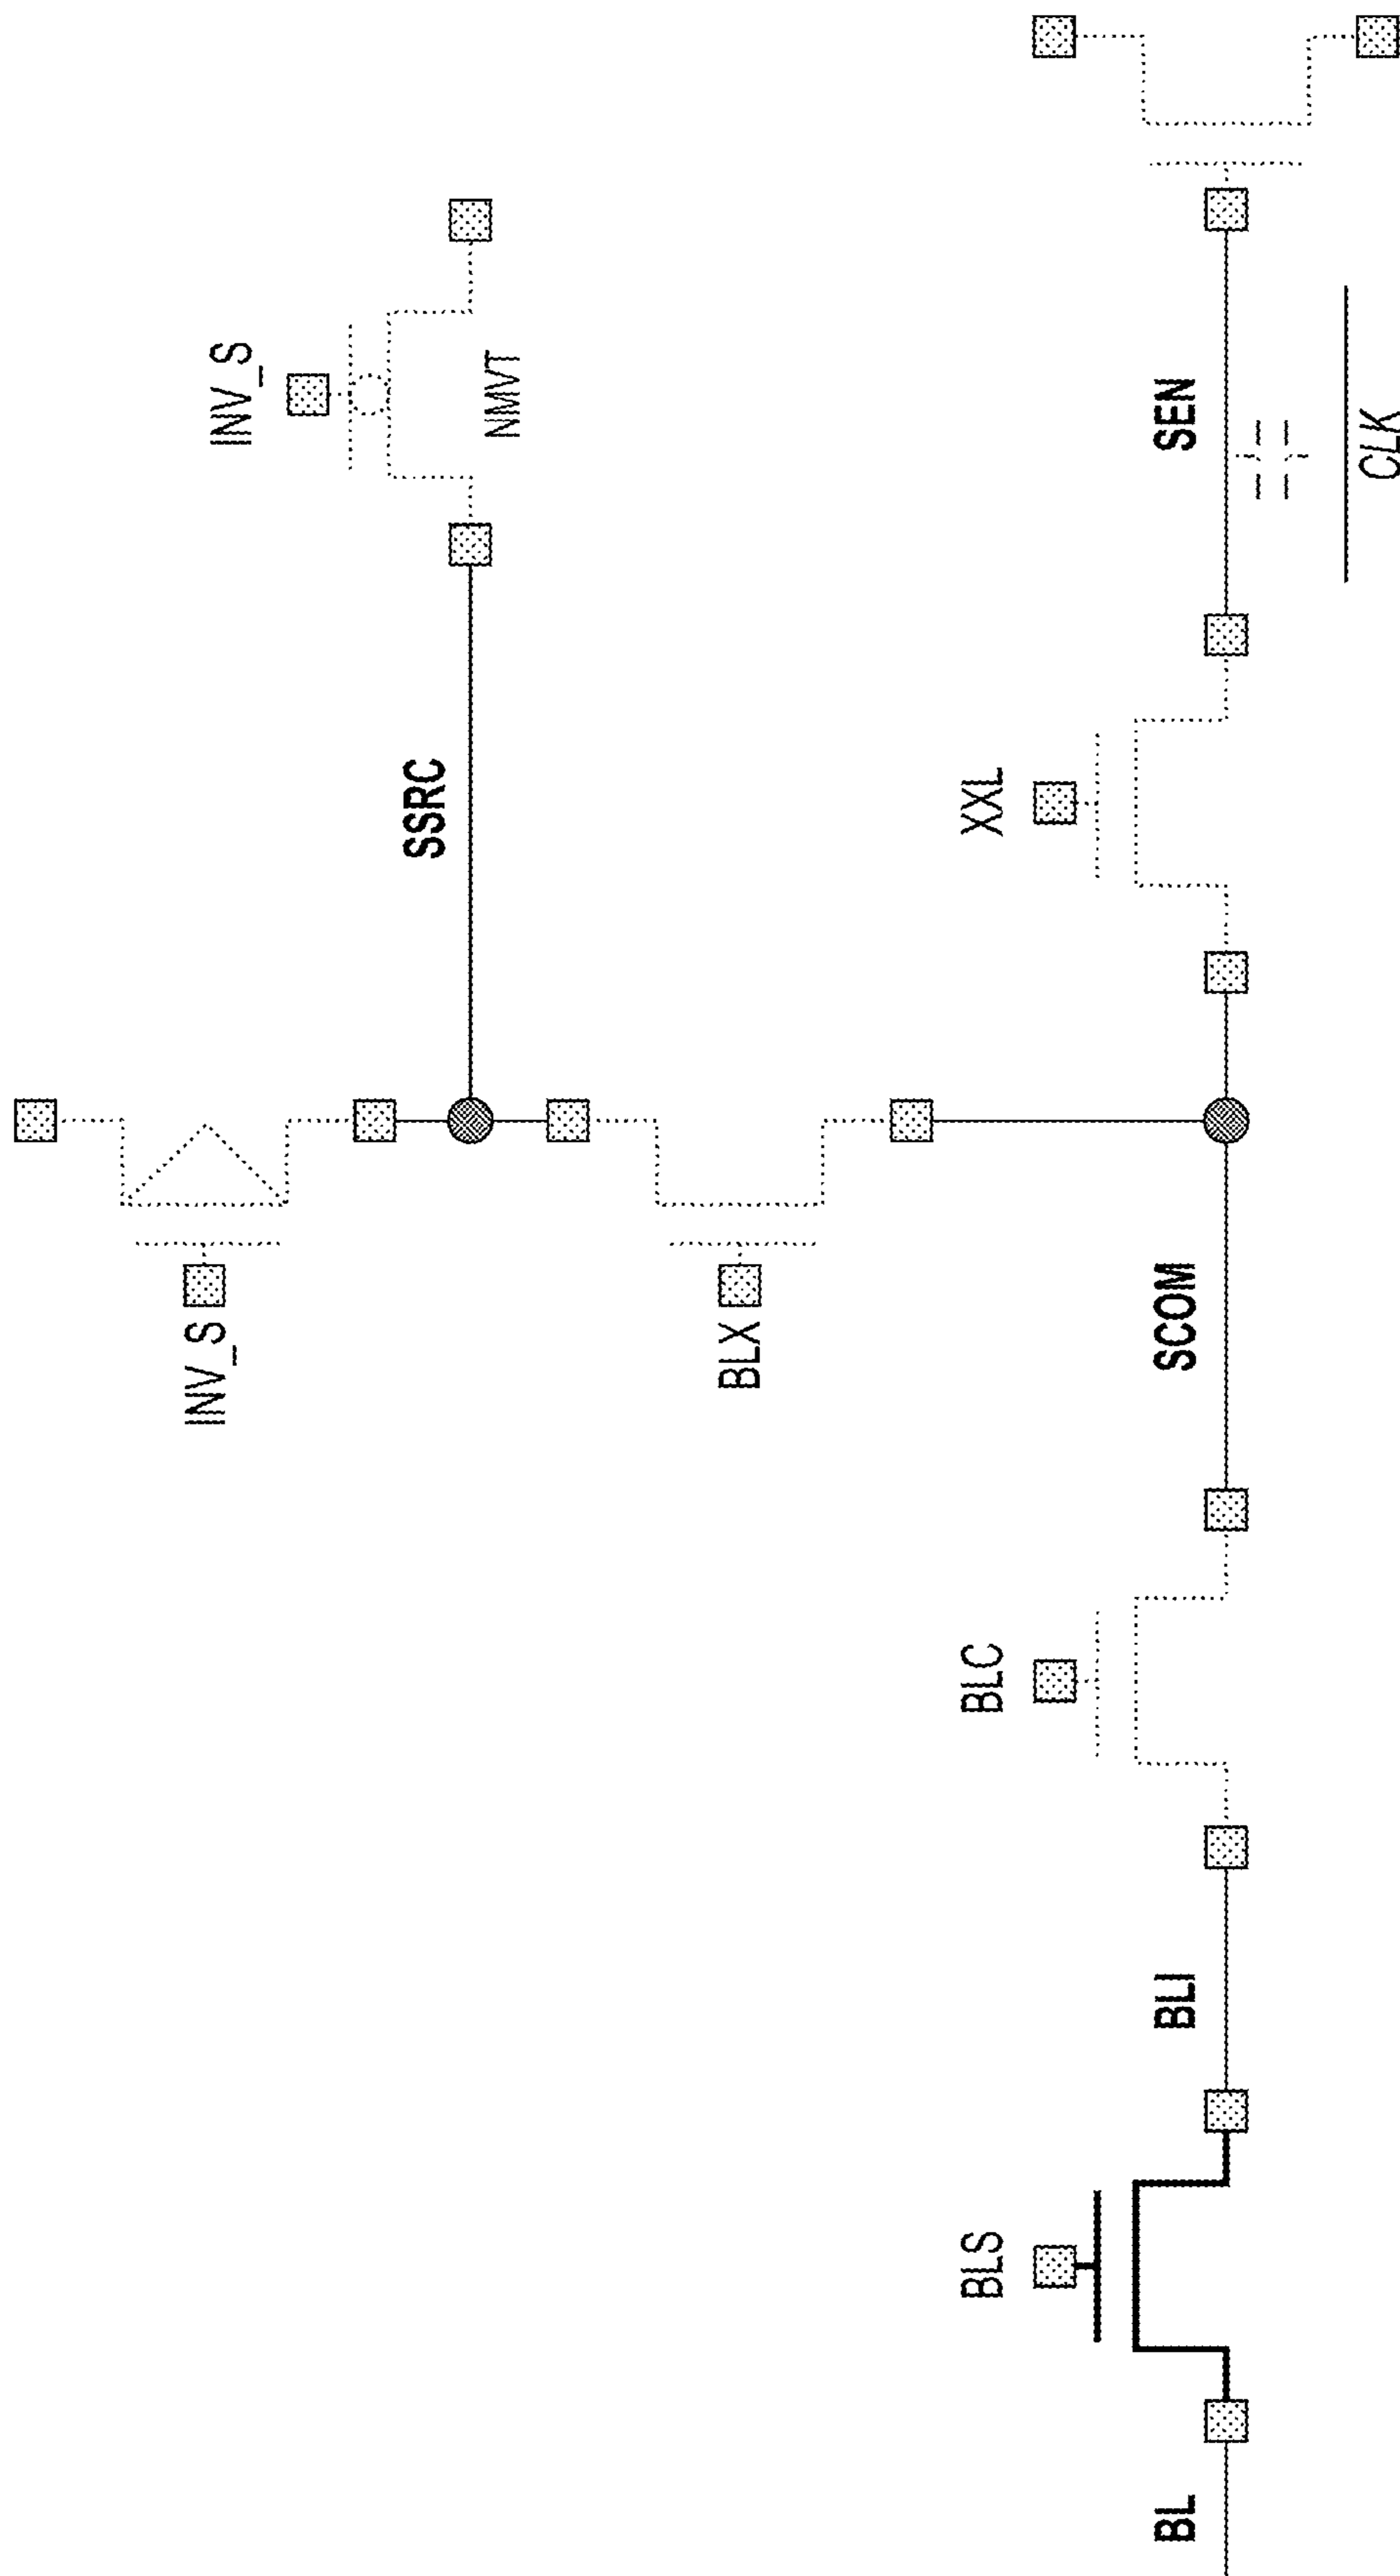 INV_S
INV_S
NMVT
SSRC
BLX
BL
BLS
BLI
BLC
SCOM
XXL
SEN
CLK